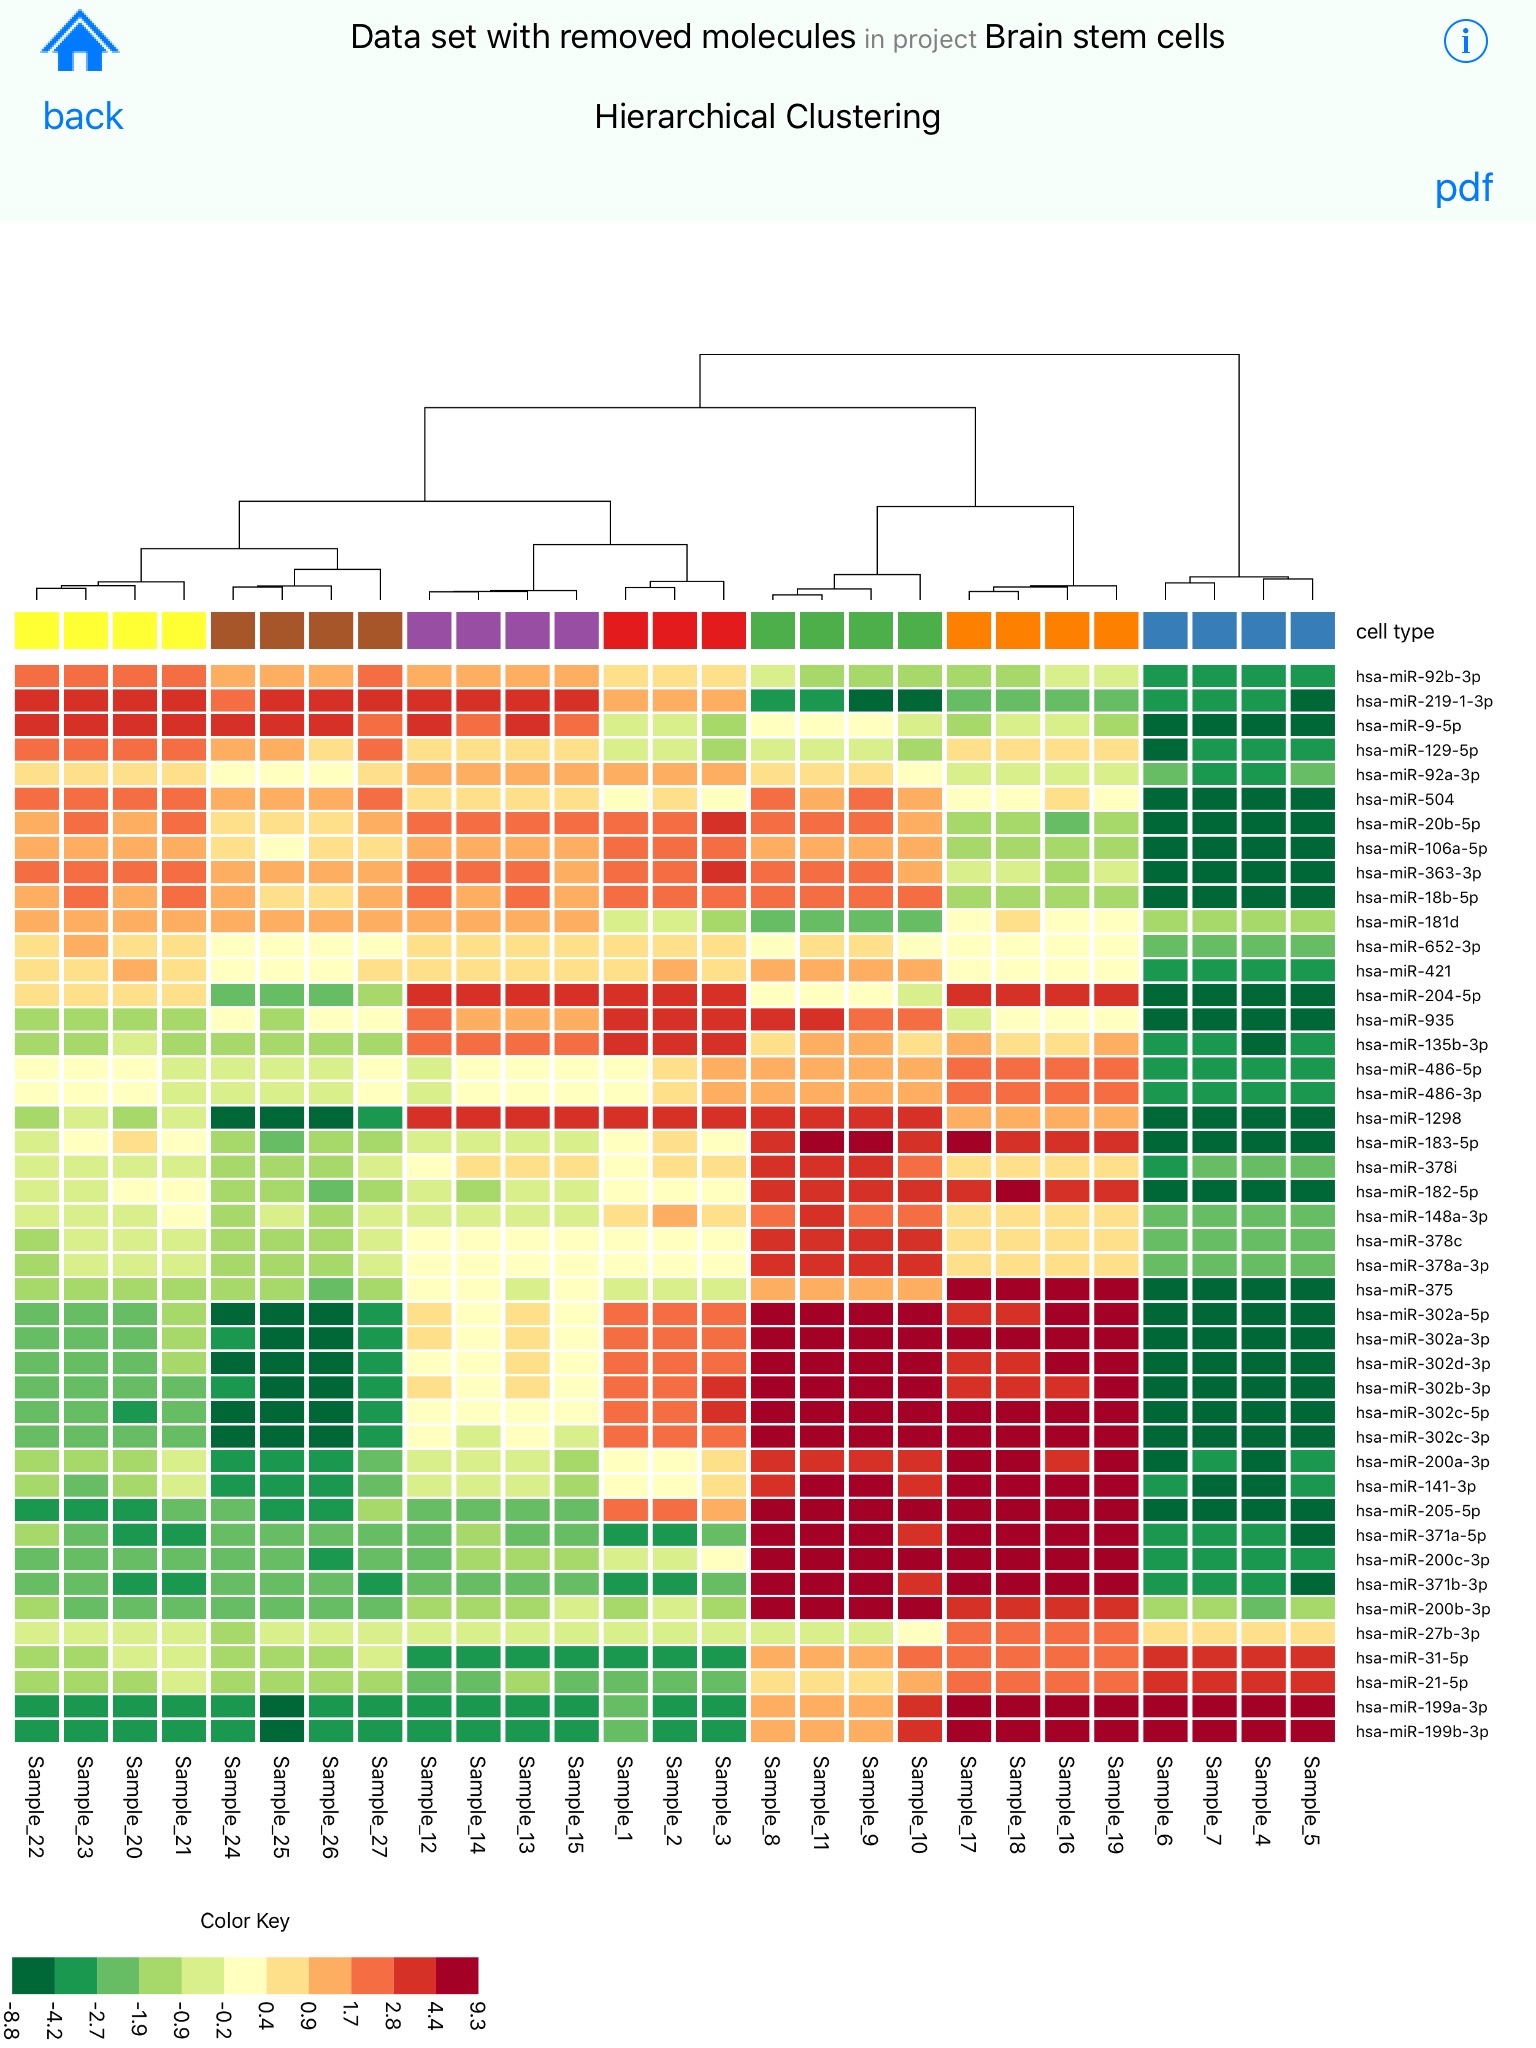 Data set with removed molecules in project Brain stem cells
back
Hierarchical Clustering
pdf
cell type
hsa-miR-92b-3p
hsa-miR-219-1-3p
hsa-miR-9-5p
hsa-miR-129-5p
hsa-miR-92a-3p
hsa-miR-504
hsa-miR-20b-5p
hsa-miR-106a-5p
hsa-miR-363-3p
hsa-miR-18b-5p
hsa-miR-181d
hsa-miR-652-3p
hsa-miR-421
hsa-miR-204-5p
hsa-miR-935
hsa-miR-135b-3p
hsa-miR-486-5p
hsa-miR-486-3p
hsa-miR-1298
hsa-miR-183-5p
hsa-miR-378i
hsa-miR-182-5p
hsa-miR-148a-3p
hsa-miR-378c
hsa-miR-378a-3p
hsa-miR-375
hsa-miR-302a-5p
hsa-miR-302a-3p
hsa-miR-302d-3p
hsa-miR-302b-3p
hsa-miR-302c-5p
hsa-miR-302c-3p
hsa-miR-200a-3p
hsa-miR-141-3p
hsa-miR-205-5p
hsa-miR-371a-5p
hsa-miR-200c-3p
hsa-miR-371b-3p
hsa-miR-200b-3p
hsa-miR-27b-3p
hsa-miR-31-5p
hsa-miR-21-5p
hsa-miR-199a-3p
hsa-miR-199b-3p
Sample_22
Sample_23
Sample_20
Sample_21
Sample_24
Sample_25
Sample_26
Sample_27
Sample_12
Sample_14
Sample_13
Sample_15
Sample_1
Sample_2
Sample_3
Sample_8
Sample_11
Sample_9
Sample_10
Sample_17
Sample_18
Sample_16
Sample_19
Sample_6
Sample_7
Sample_4
Sample_5
Color Key
-8.8
-4.2
-2.7
-1.9
-0.9
-0.2
0.4
0.9
1.7
2.8
4.4
9.3